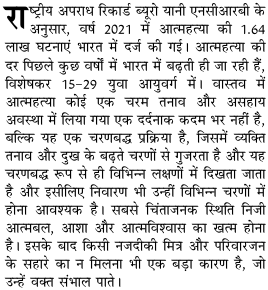 राष्ट्रीय अपराध रिकार्ड ब्यूरो यानी एनसीआरबी के
अनुसार, वर्ष 2021 में आत्महत्या की 1.64
लाख घटनाएं भारत में दर्ज की गई। आत्महत्या की
दर पिछले कुछ वर्षों में भारत में बढ़ती ही जा रही हैं,
विशेषकर 15-29 युवा आयुवर्ग में। वास्तव में
आत्महत्या कोई एक चरम तनाव और असहाय
अवस्था में लिया गया एक दर्दनाक कदम भर नहीं है,
बल्कि यह एक चरणबद्ध प्रक्रिया है, जिसमें व्यक्ति
तनाव और दुख के बढ़ते चरणों से गुजरता है और यह
चरणबद्ध रूप से ही विभिन्न लक्षणों में दिखता जाता
है और इसीलिए निवारण भी उन्हीं विभिन्न चरणों में
होना आवश्यक है। सबसे चिंताजनक स्थिति निजी
आत्मबल, आशा और आत्मविश्वास का खत्म होना
है। इसके बाद किसी नजदीकी मित्र और परिवारजन
के सहारे का न मिलना भी एक बड़ा कारण है, जो
उन्हें वक्त संभाल पाते।